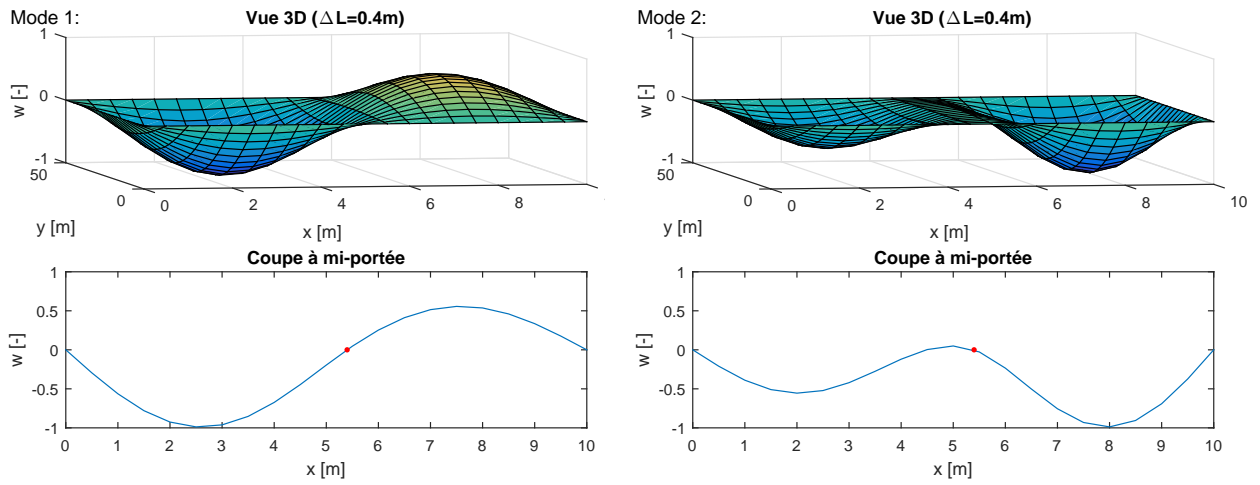 Mode 1:
Vue 3D (ΔL=0.4m)
1
0
-1
w [-]
50
0
y [m]
0
2
4
6
8
x [m]
Coupe à mi-portée
1
0.5
0
-0.5
-1
w [-]
0 1 2 3 4 5 6 7 8 9 10
x [m]
Mode 2:
Vue 3D (ΔL=0.4m)
1
0
-1
w [-]
50
0
y [m]
0
2
4
6
8
10
x [m]
Coupe à mi-portée
1
0.5
0
-0.5
-1
w [-]
0 1 2 3 4 5 6 7 8 9 10
x [m]